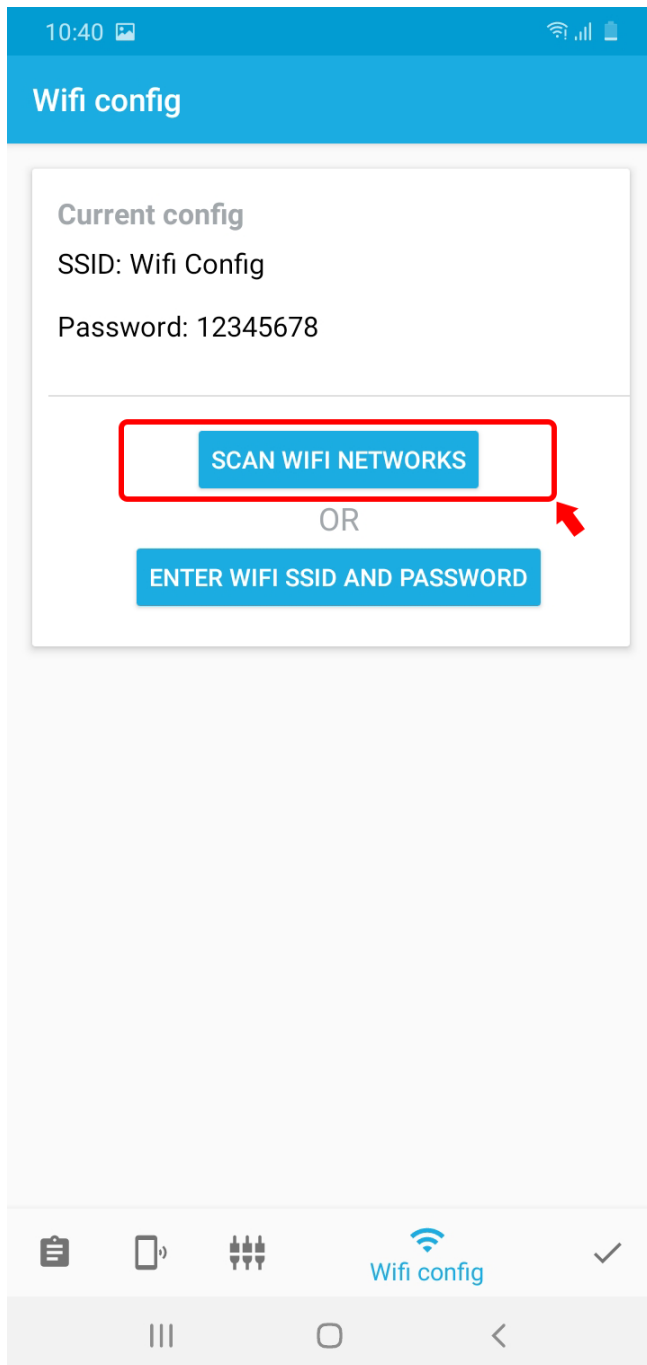 10:40
Wifi config
Current config
SSID: Wifi Config
Password: 12345678
SCAN WIFI NETWORKS
OR
ENTER WIFI SSID AND PASSWORD
Wifi config